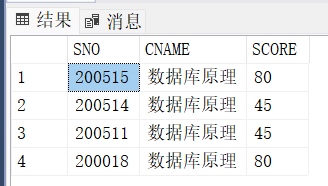 结果 消息
SNO CNAME SCORE
1 200515 数据库原理 80
2 200514 数据库原理 45
3 200511 数据库原理 45
4 200018 数据库原理 80